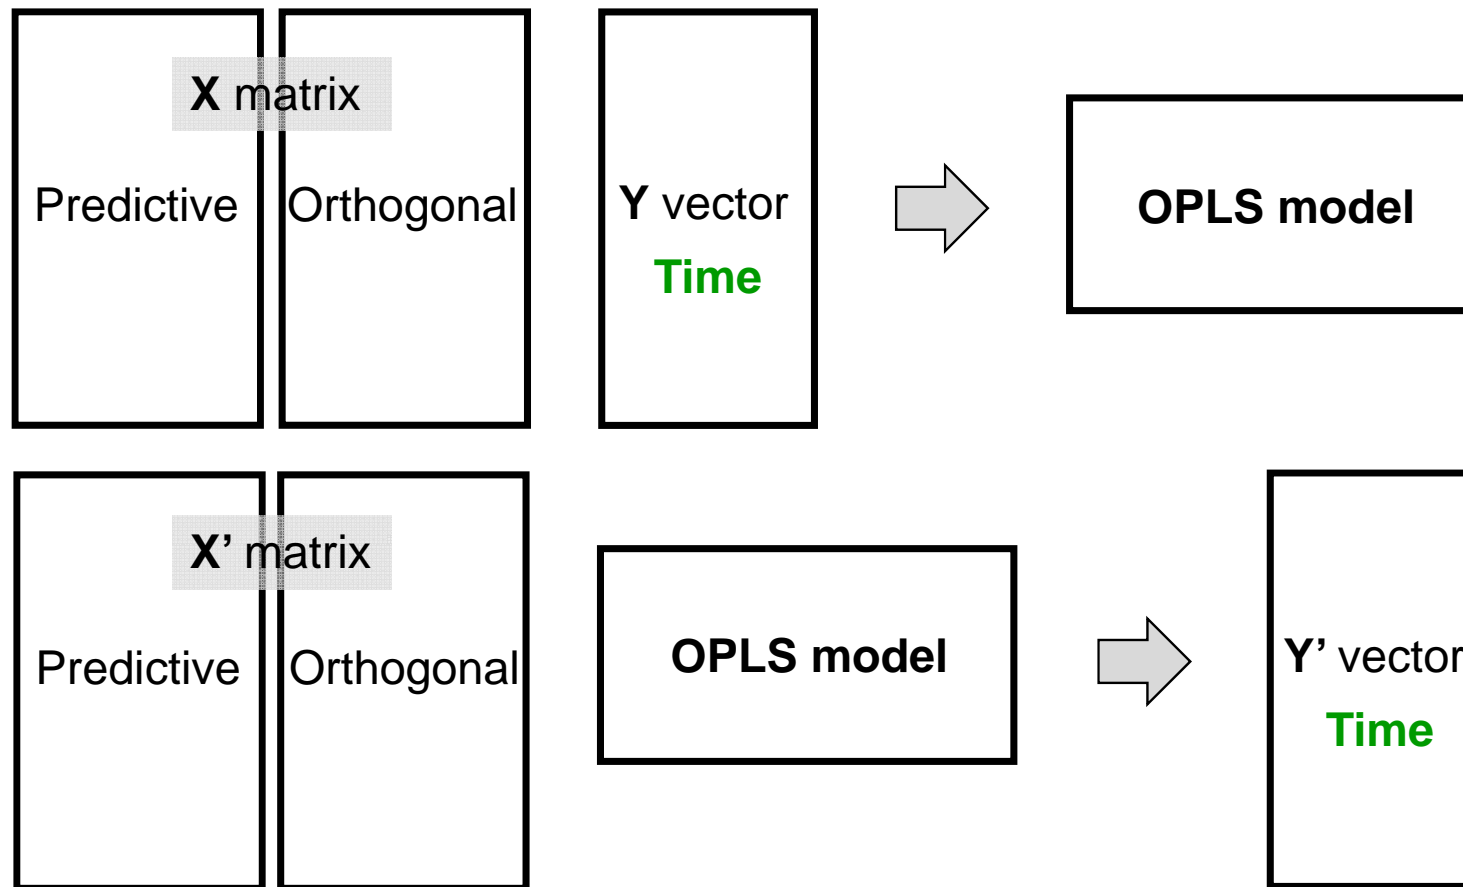 X matrix
Predictive
Orthogonal
Y vector
Time
OPLS model
X’ matrix
Predictive
Orthogonal
OPLS model
Y’ vector
Time